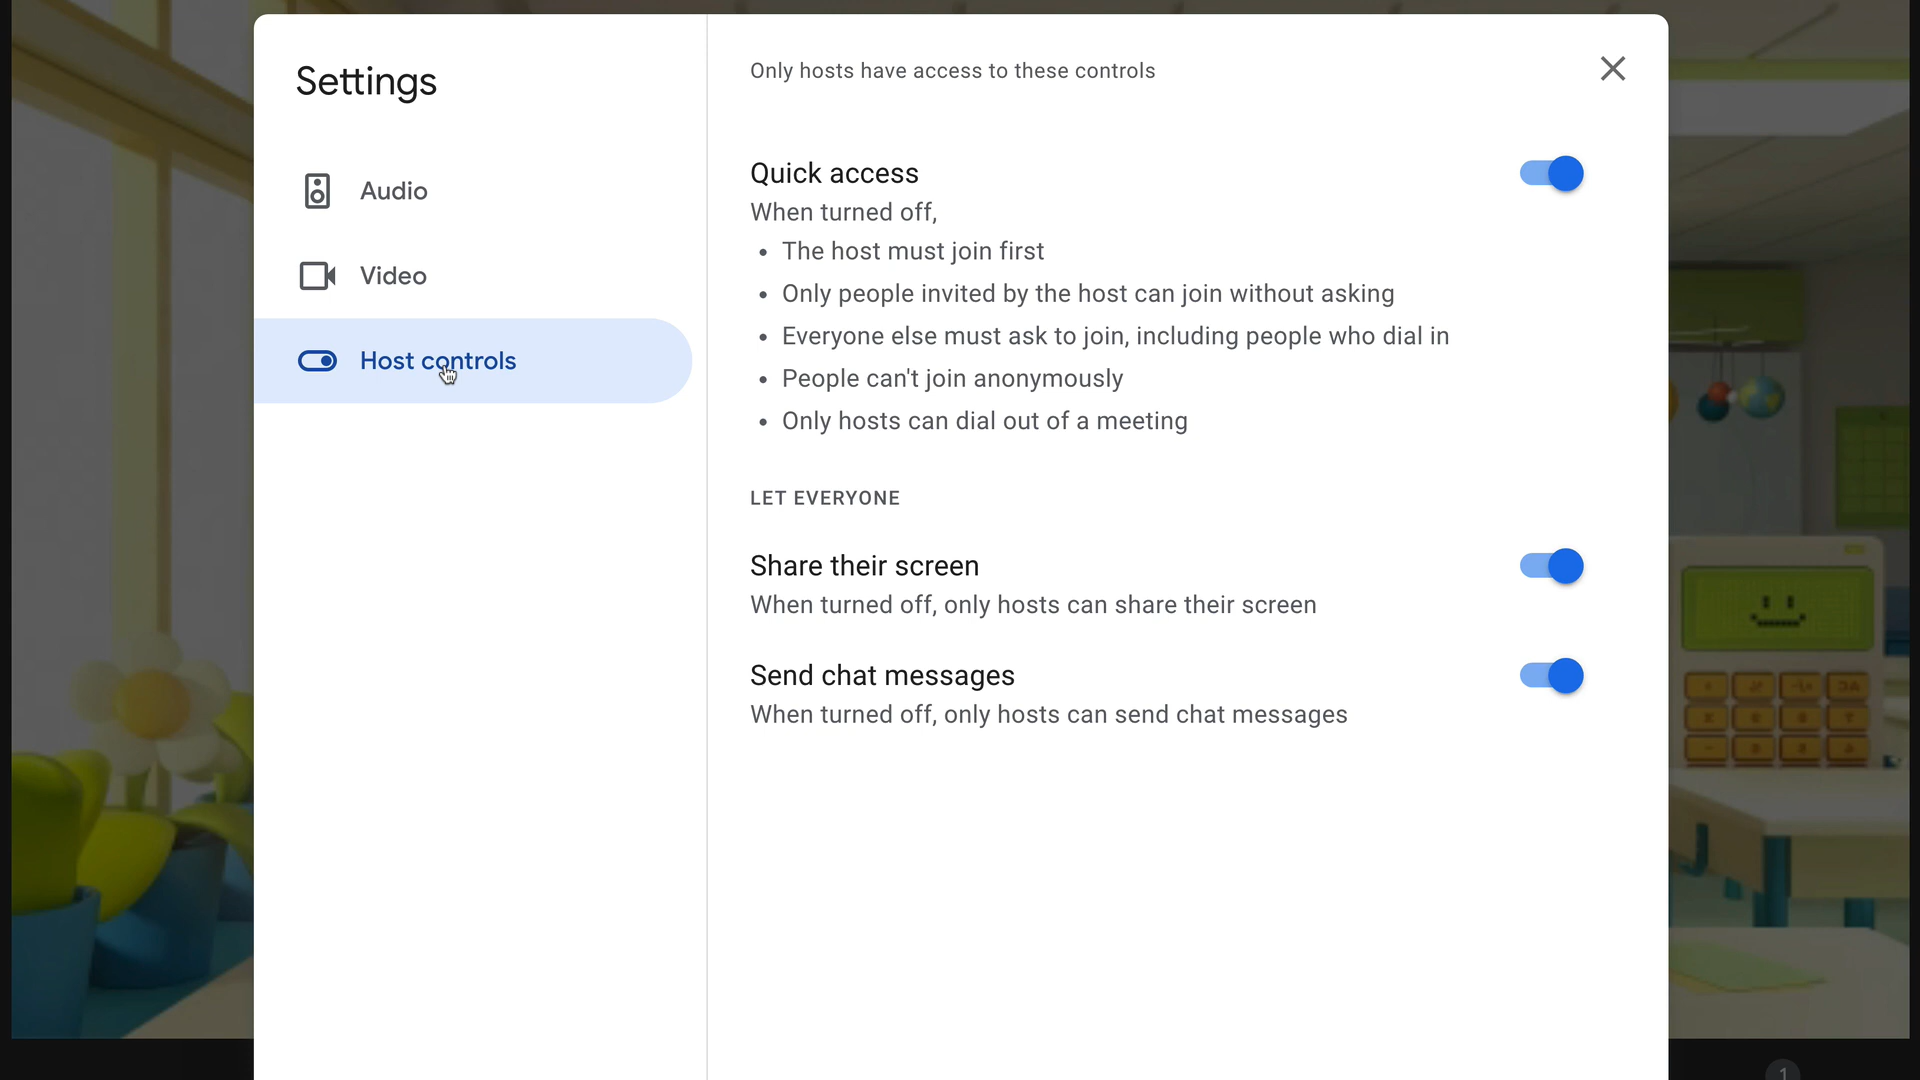 Settings
Audio
Video
Host controls
Only hosts have access to these controls
Quick access
When turned off,
• The host must join first
• Only people invited by the host can join without asking
• Everyone else must ask to join, including people who dial in
• People can't join anonymously
• Only hosts can dial out of a meeting
LET EVERYONE
Share their screen
When turned off, only hosts can share their screen
Send chat messages
When turned off, only hosts can send chat messages
1